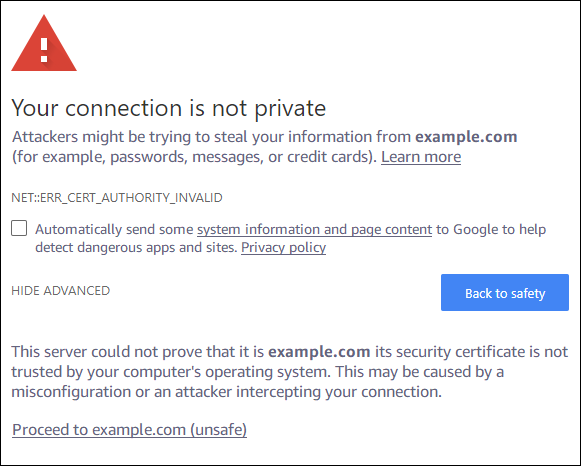 Your connection is not private
Attackers might be trying to steal your information from example.com
(for example, passwords, messages, or credit cards). Learn more
NET::ERR_CERT_AUTHORITY_INVALID
Automatically send some system information and page content to Google to help
detect dangerous apps and sites. Privacy policy
HIDE ADVANCED
Back to safety
This server could not prove that it is example.com its security certificate is not
trusted by your computer's operating system. This may be caused by a
misconfiguration or an attacker intercepting your connection.
Proceed to example.com (unsafe)